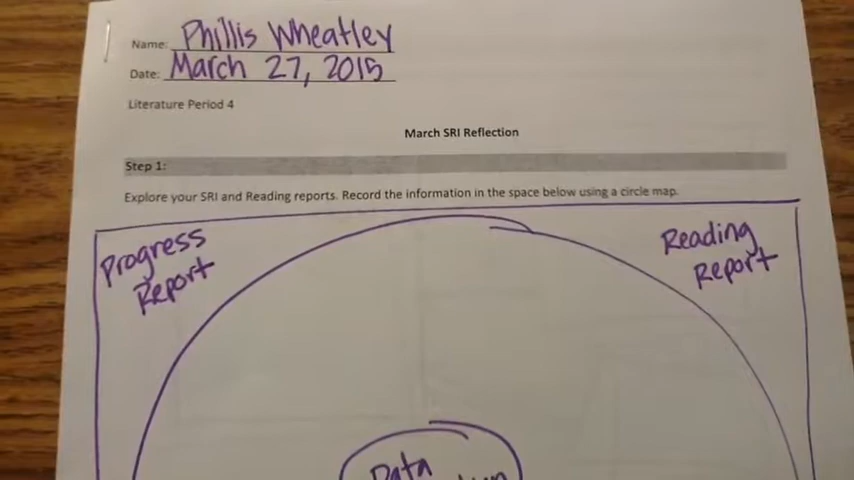 Name: Phillis Wheatley
Date: March 27, 2015
Literature Period 4
March SRI Reflection
Step 1:
Explore your SRI and Reading reports. Record the information in the space below using a circle map.
Progress
Report
Reading
Report
Data